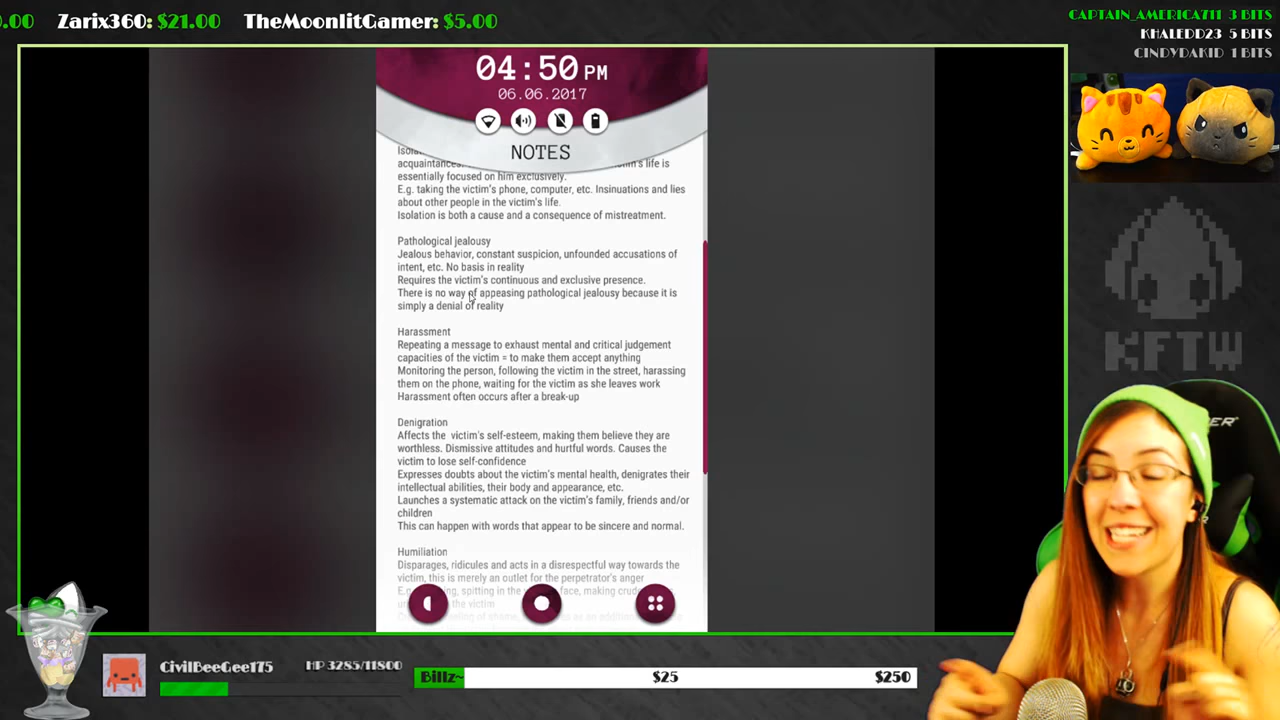 .00 Zarix360: $21.00 TheMoonlitGamer: $5.00
CAPTAIN_AMERICA711 3 BITS
KHALEDD23 5 BITS
CINDYDAKID 1 BITS
04:50 PM
06.06.2017
NOTES
acquaintances. life is
essentially focused on him exclusively.
E.g. taking the victim's phone, computer, etc. Insinuations and lies
about other people in the victim's life.
Isolation is both a cause and a consequence of mistreatment.
Pathological jealousy
Jealous behavior, constant suspicion, unfounded accusations of
intent, etc. No basis in reality
Requires the victim's continuous and exclusive presence.
There is no way of appeasing pathological jealousy because it is
simply a denial of reality
Harassment
Repeating a message to exhaust mental and critical judgement
capacities of the victim = to make them accept anything
Monitoring the person, following the victim in the street, harassing
them on the phone, waiting for the victim as she leaves work
Harassment often occurs after a break-up
Denigration
Affects the victim's self-esteem, making them believe they are
worthless. Dismissive attitudes and hurtful words. Causes the
victim to lose self-confidence
Expresses doubts about the victim's mental health, denigrates their
intellectual abilities, their body and appearance, etc.
Launches a systematic attack on the victim's family, friends and/or
children
This can happen with words that appear to be sincere and normal.
Humiliation
Disparages, ridicules and acts in a disrespectful way towards the
victim, this is merely an outlet for the perpetrator's anger
spitting in the face, making
the victim
KFTW
CivilBeeGee175 HP 3285/11800
Billz~ $25 $250